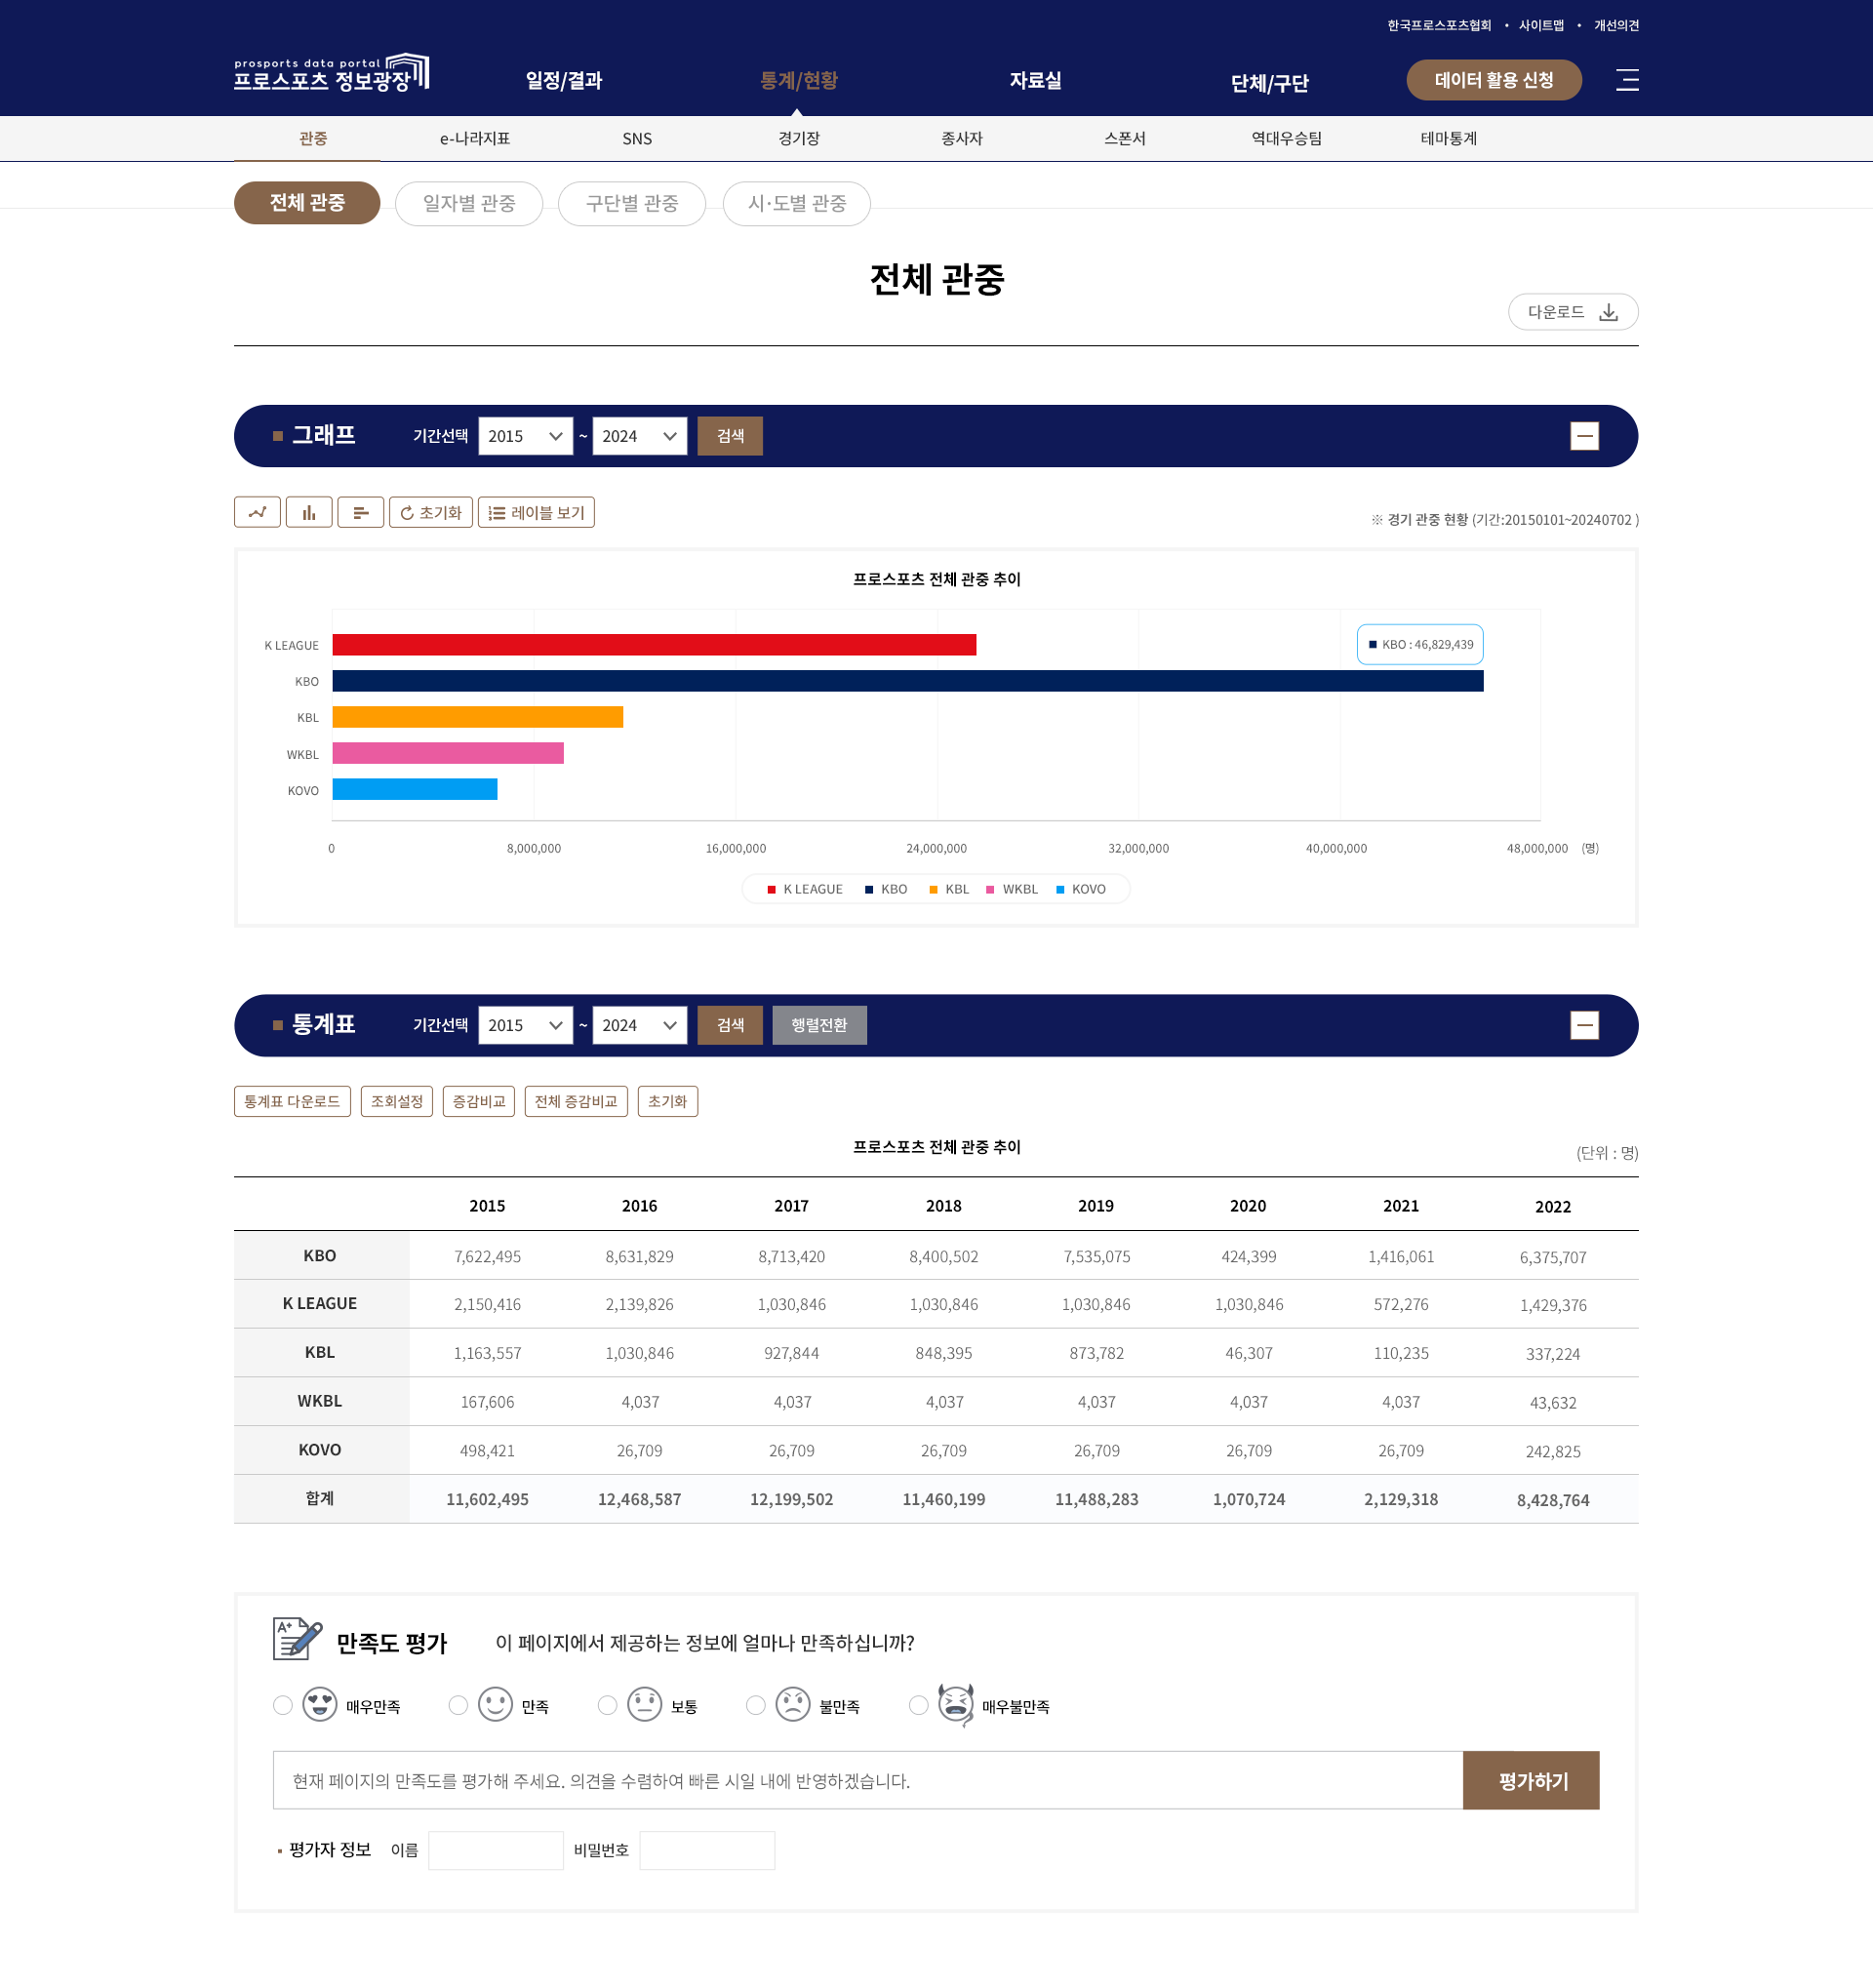 한국프로스포츠협회 • 사이트맵 • 개선의견
prosports data portal
프로스포츠 정보광장
일정/결과 통계/현황 자료실 단체/구단 데이터 활용 신청
관중 e-나라지표 SNS 경기장 종사자 스폰서 역대우승팀 테마통계
전체 관중 일자별 관중 구단별 관중 시·도별 관중
전체 관중
다운로드
그래프 기간선택 2015 ~ 2024 검색
초기화 레이블 보기
※ 경기 관중 현황 (기간:20150101~20240702 )
프로스포츠 전체 관중 추이
K LEAGUE
KBO : 46,829,439
KBO
KBL
WKBL
KOVO
0 8,000,000 16,000,000 24,000,000 32,000,000 40,000,000 48,000,000 (명)
K LEAGUE KBO KBL WKBL KOVO
통계표 기간선택 2015 ~ 2024 검색 행렬전환
통계표 다운로드 조회설정 증감비교 전체 증감비교 초기화
프로스포츠 전체 관중 추이
(단위 : 명)
2015 2016 2017 2018 2019 2020 2021 2022
KBO 7,622,495 8,631,829 8,713,420 8,400,502 7,535,075 424,399 1,416,061 6,375,707
K LEAGUE 2,150,416 2,139,826 1,030,846 1,030,846 1,030,846 1,030,846 572,276 1,429,376
KBL 1,163,557 1,030,846 927,844 848,395 873,782 46,307 110,235 337,224
WKBL 167,606 4,037 4,037 4,037 4,037 4,037 4,037 43,632
KOVO 498,421 26,709 26,709 26,709 26,709 26,709 26,709 242,825
합계 11,602,495 12,468,587 12,199,502 11,460,199 11,488,283 1,070,724 2,129,318 8,428,764
A+ 만족도 평가 이 페이지에서 제공하는 정보에 얼마나 만족하십니까?
매우만족 만족 보통 불만족 매우불만족
현재 페이지의 만족도를 평가해 주세요. 의견을 수렴하여 빠른 시일 내에 반영하겠습니다. 평가하기
평가자 정보 이름 비밀번호